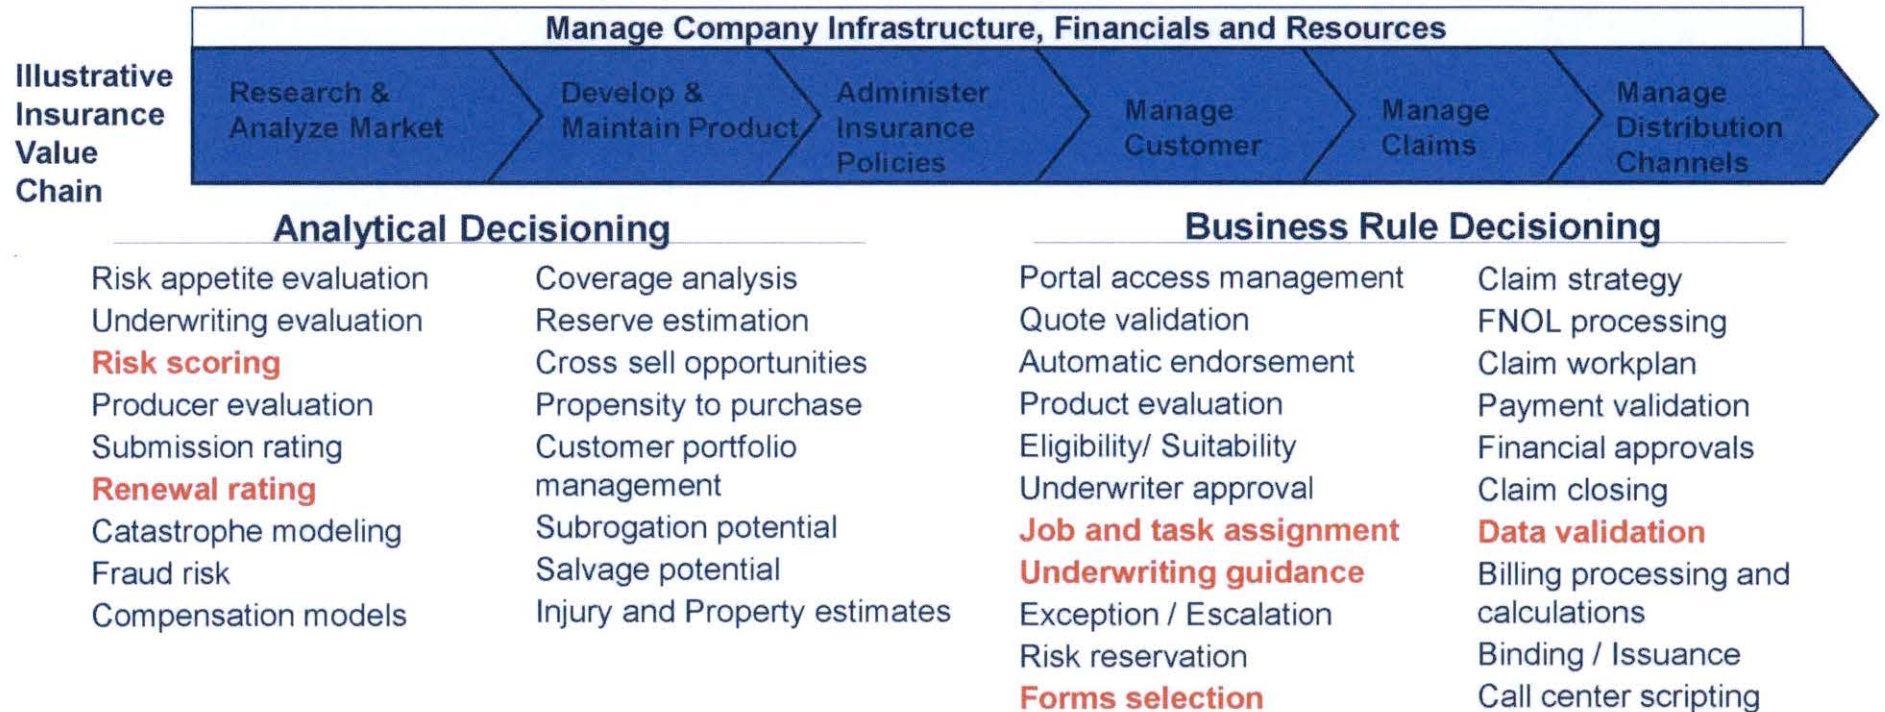 Manage Company Infrastructure, Financials and Resources
Illustrative
Insurance
Value
Chain
Research &
Analyze Market
Develop &
Maintain Product
Administer
Insurance
Policies
Manage
Customer
Manage
Claims
Manage
Distribution
Channels
Analytical Decisioning
Risk appetite evaluation
Underwriting evaluation
Risk scoring
Producer evaluation
Submission rating
Renewal rating
Catastrophe modeling
Fraud risk
Compensation models
Coverage analysis
Reserve estimation
Cross sell opportunities
Propensity to purchase
Customer portfolio
management
Subrogation potential
Salvage potential
Injury and Property estimates
Business Rule Decisioning
Portal access management
Quote validation
Automatic endorsement
Product evaluation
Eligibility/ Suitability
Underwriter approval
Job and task assignment
Underwriting guidance
Exception / Escalation
Risk reservation
Forms selection
Claim strategy
FNOL processing
Claim workplan
Payment validation
Financial approvals
Claim closing
Data validation
Billing processing and
calculations
Binding / Issuance
Call center scripting